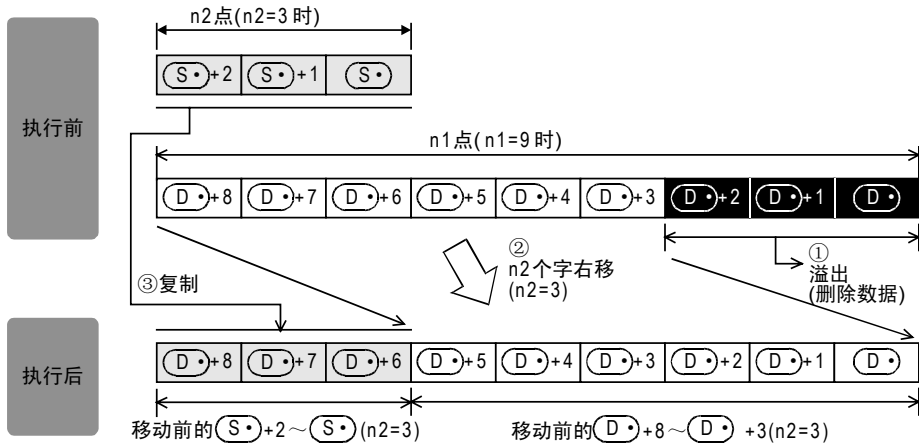 n2点(n2=3时)
S• +2 S• +1 S•
执行前
n1点(n1=9时)
D• +8 D• +7 D• +6 D• +5 D• +4 D• +3 D• +2 D• +1 D•
②
n2个字右移
(n2=3)
①
溢出
(删除数据)
③复制
执行后
D• +8 D• +7 D• +6 D• +5 D• +4 D• +3 D• +2 D• +1 D•
移动前的 S• +2～ S• (n2=3)
移动前的 D• +8～ D• +3(n2=3)